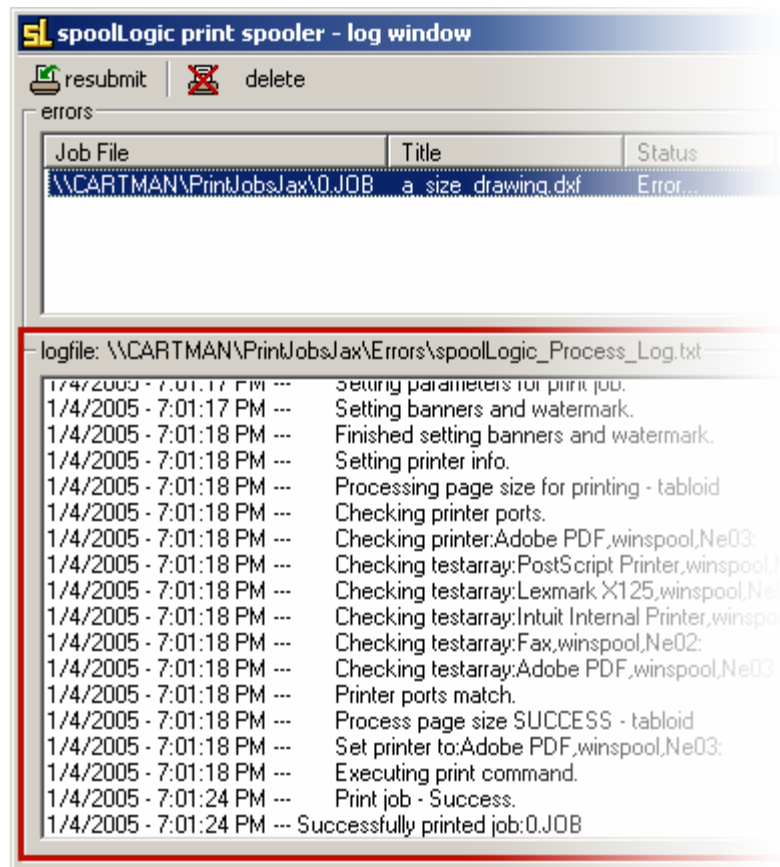 sL spoolLogic print spooler - log window
resubmit delete
errors
Job File Title Status
\\CARTMAN\PrintJobsJax\0.JOB a_size_drawing.dxf Error...
logfile: \\CARTMAN\PrintJobsJax\Errors\spoolLogic_Process_Log.txt
1/4/2005 - 7:01:17 PM --- Setting parameters for print job.
1/4/2005 - 7:01:17 PM --- Setting banners and watermark.
1/4/2005 - 7:01:18 PM --- Finished setting banners and watermark.
1/4/2005 - 7:01:18 PM --- Setting printer info.
1/4/2005 - 7:01:18 PM --- Processing page size for printing - tabloid
1/4/2005 - 7:01:18 PM --- Checking printer ports.
1/4/2005 - 7:01:18 PM --- Checking printer:Adobe PDF,winspool,Ne03:
1/4/2005 - 7:01:18 PM --- Checking testarray:PostScript Printer,winspool,
1/4/2005 - 7:01:18 PM --- Checking testarray:Lexmark X125,winspool,
1/4/2005 - 7:01:18 PM --- Checking testarray:Intuit Internal Printer,
1/4/2005 - 7:01:18 PM --- Checking testarray:Fax,winspool,Ne02:
1/4/2005 - 7:01:18 PM --- Checking testarray:Adobe PDF,winspool,Ne03:
1/4/2005 - 7:01:18 PM --- Printer ports match.
1/4/2005 - 7:01:18 PM --- Process page size SUCCESS - tabloid
1/4/2005 - 7:01:18 PM --- Set printer to:Adobe PDF,winspool,Ne03:
1/4/2005 - 7:01:18 PM --- Executing print command.
1/4/2005 - 7:01:24 PM --- Print job - Success.
1/4/2005 - 7:01:24 PM --- Successfully printed job:0.JOB